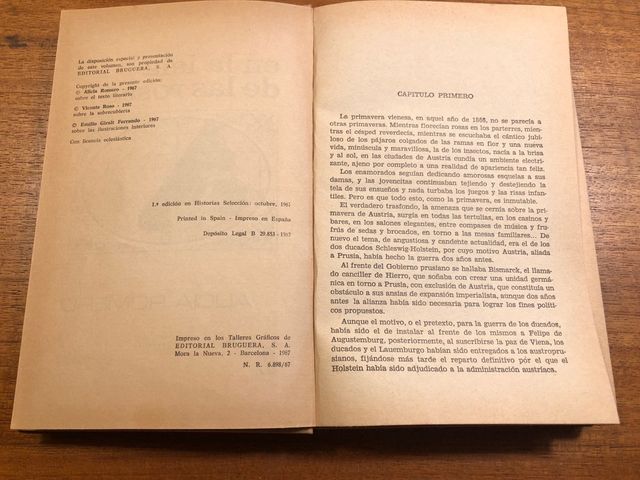 La disposición especial y presentación
de este volumen, son propiedad de
EDITORIAL BRUGUERA, S. A.
Copyright de la presente edición:
© Alicia Romero - 1967
sobre el texto literario
© Vicente Roso - 1967
sobre la sobrecubierta
© Emilio Giralt Ferrando - 1967
sobre las ilustraciones interiores
Con licencia eclesiástica
1.ª edición en Historias Selección: octubre, 1967
Printed in Spain - Impreso en España
Depósito Legal B 29.853 - 1967
Impreso en los Talleres Gráficos de
EDITORIAL BRUGUERA, S. A.
Mora la Nueva, 2 - Barcelona - 1967
N. R. 6.898/67
CAPITULO PRIMERO
La primavera vienesa, en aquel año de 1866, no se parecía a
otras primaveras. Mientras florecían rosas en los parterres, mien-
tras el césped reverdecía, mientras se escuchaba el cántico jubi-
loso de los pájaros colgados de las ramas en flor y una nueva
vida, minúscula y maravillosa, la de los insectos, nacía a la brisa
y al sol, en las ciudades de Austria cundía un ambiente electri-
zante, ajeno por completo a una realidad de apariencia tan feliz.
Los enamorados seguían dedicando amorosas esquelas a sus
damas, y las jovencitas continuaban tejiendo y destejiendo la
tela de sus ensueños y nada turbaba los juegos y las risas infan-
tiles. Pero es que todo esto, como la primavera, es inmutable.
El verdadero trasfondo, la amenaza que se cernía sobre la pri-
mavera de Austria, surgía en todas las tertulias, en los casinos y
bares, en los salones elegantes, entre compases de música y fru-
frús de sedas y brocados, en torno a las mesas familiares... De
nuevo el tema, de angustiosa y candente actualidad, era el de los
dos ducados Schleswig-Holstein, por cuyo motivo Austria, aliada
a Prusia, había hecho la guerra dos años antes.
Al frente del Gobierno prusiano se hallaba Bismarck, el llama-
do canciller de Hierro, que soñaba con crear una unidad germá-
nica en torno a Prusia, con exclusión de Austria, que constituía un
obstáculo a sus ansias de expansión imperialista, aunque dos años
antes la alianza había sido necesaria para lograr los fines políti-
cos propuestos.
Aunque el motivo, o el pretexto, para la guerra de los ducados,
había sido el de instalar al frente de los mismos a Felipe de
Augustemburg, posteriormente, al suscribirse la paz de Viena, los
ducados y el Lauemburgo habían sido entregados a los austropru-
sianos, fijándose más tarde el reparto definitivo pór el que el
Holstein había sido adjudicado a la administración austríaca.